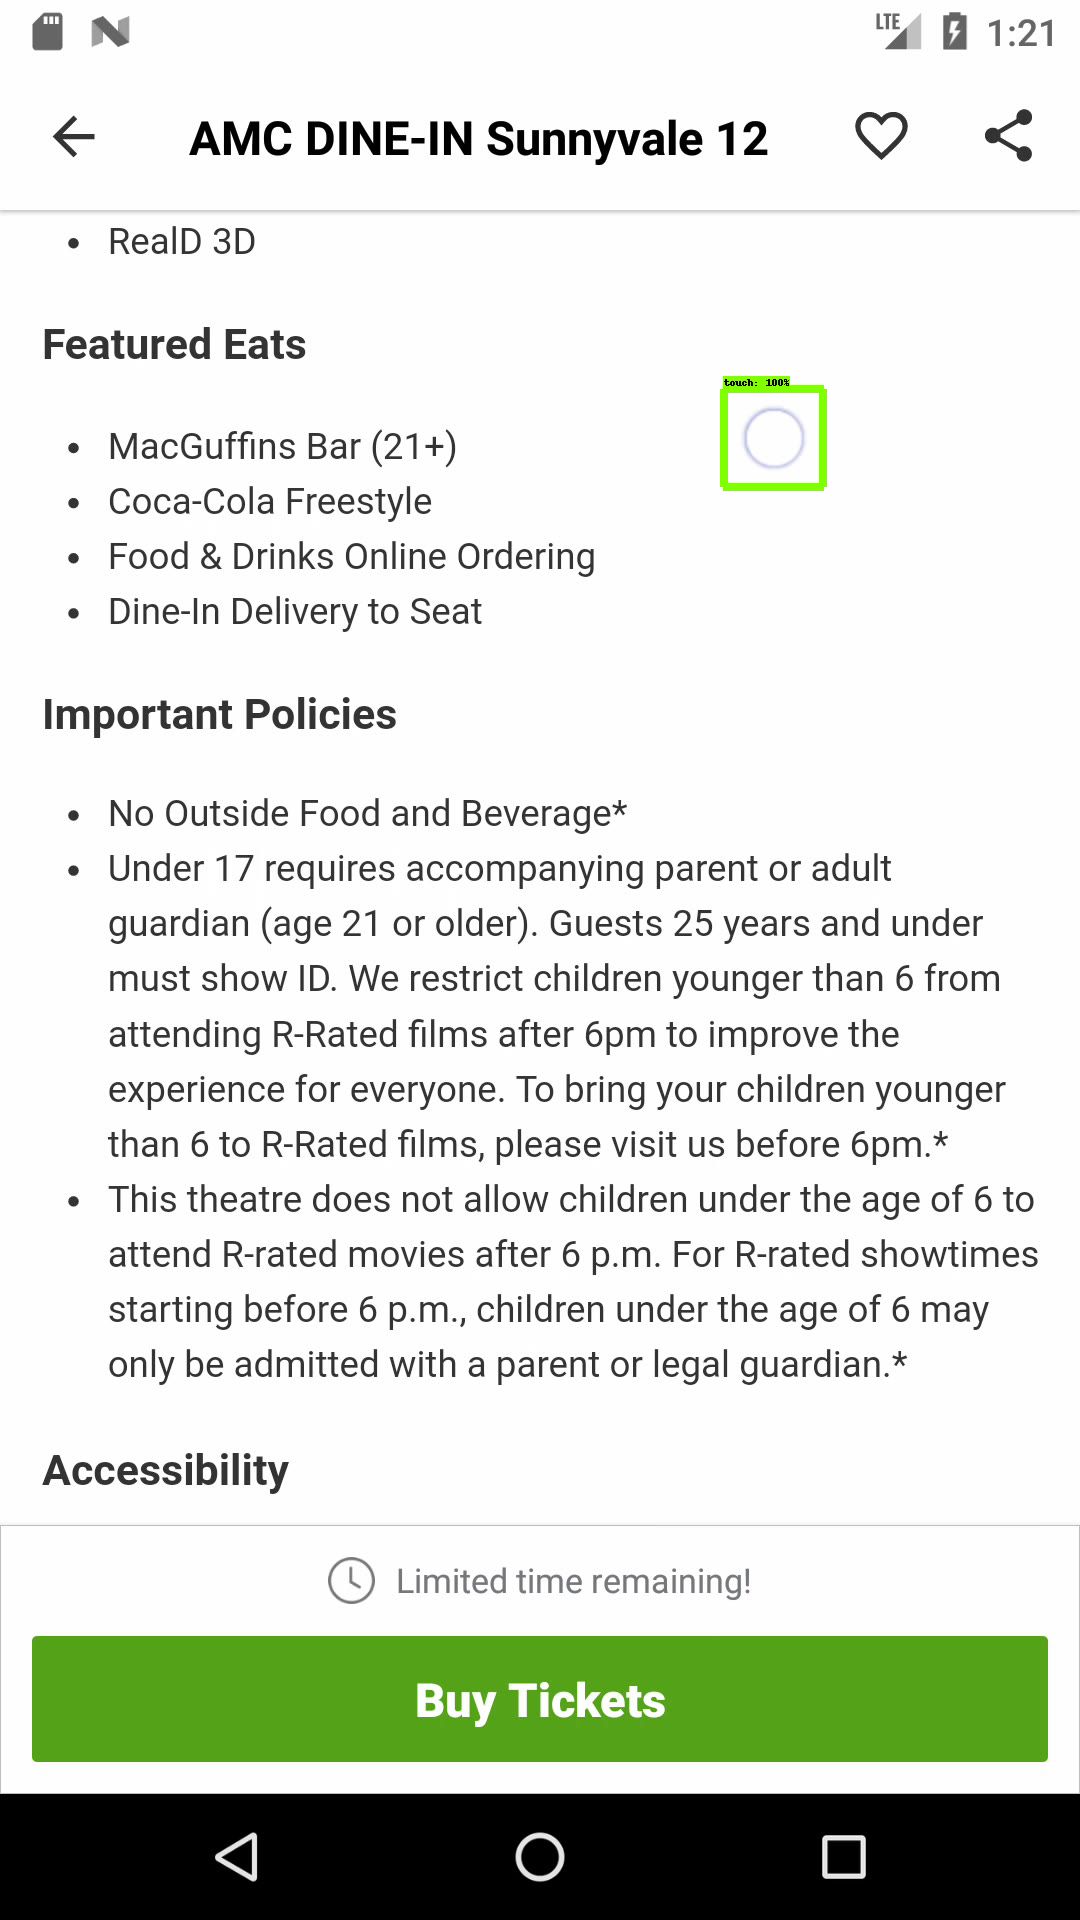 LTE 1:21
AMC DINE-IN Sunnyvale 12
• RealD 3D
Featured Eats
touch: 100%
• MacGuffins Bar (21+)
• Coca-Cola Freestyle
• Food & Drinks Online Ordering
• Dine-In Delivery to Seat
Important Policies
• No Outside Food and Beverage*
• Under 17 requires accompanying parent or adult
guardian (age 21 or older). Guests 25 years and under
must show ID. We restrict children younger than 6 from
attending R-Rated films after 6pm to improve the
experience for everyone. To bring your children younger
than 6 to R-Rated films, please visit us before 6pm.*
• This theatre does not allow children under the age of 6 to
attend R-rated movies after 6 p.m. For R-rated showtimes
starting before 6 p.m., children under the age of 6 may
only be admitted with a parent or legal guardian.*
Accessibility
Limited time remaining!
Buy Tickets